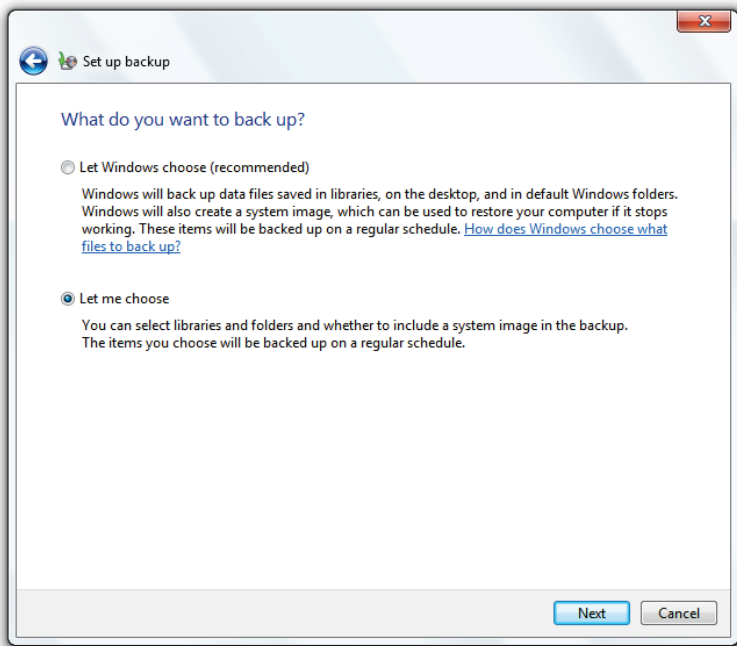 Set up backup
What do you want to back up?
Let Windows choose (recommended)
Windows will back up data files saved in libraries, on the desktop, and in default Windows folders.
Windows will also create a system image, which can be used to restore your computer if it stops
working. These items will be backed up on a regular schedule. How does Windows choose what
files to back up?
Let me choose
You can select libraries and folders and whether to include a system image in the backup.
The items you choose will be backed up on a regular schedule.
Next Cancel